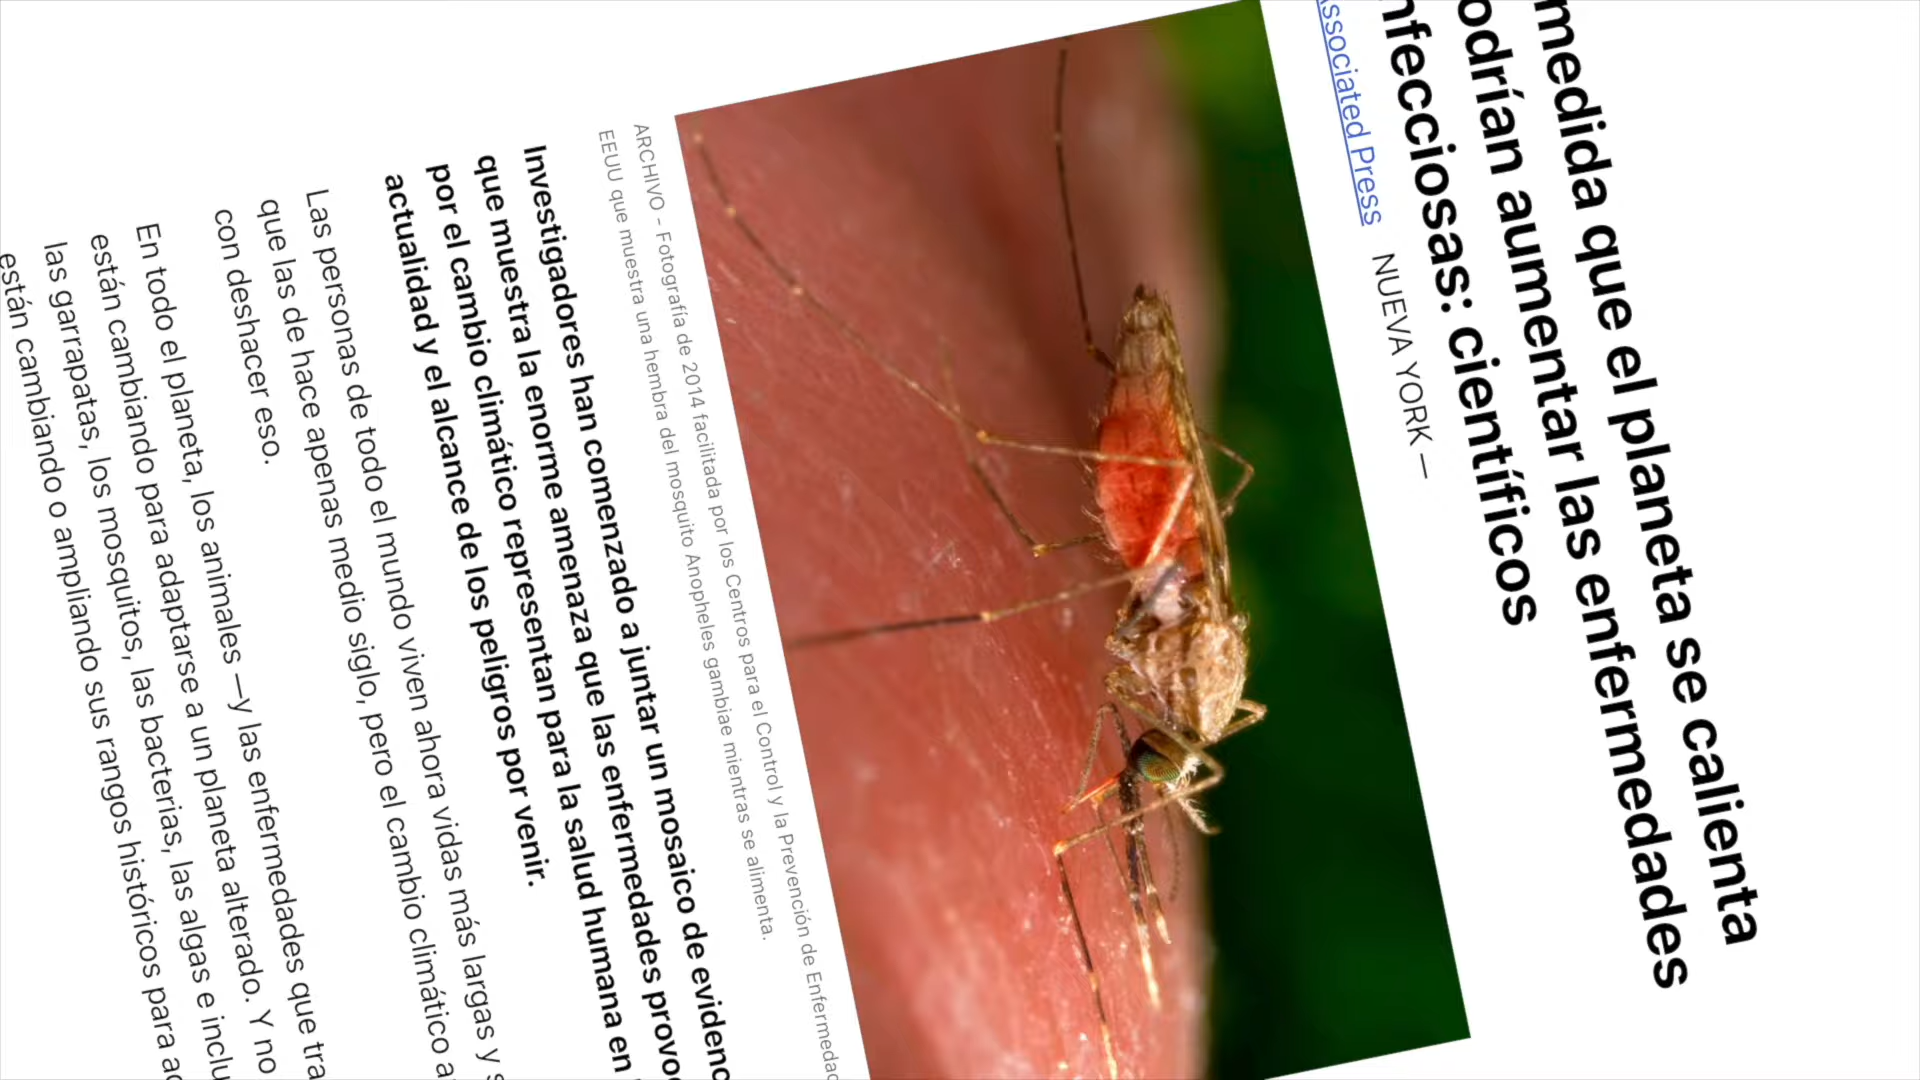 medida que el planeta se calienta
odrían aumentar las enfermedades
nfecciosas: científicos
Associated Press NUEVA YORK —
ARCHIVO - Fotografía de 2014 facilitada por los Centros para el Control y la Prevención de Enfermedad
EEUU que muestra una hembra del mosquito Anopheles gambiae mientras se alimenta.
Investigadores han comenzado a juntar un mosaico de evidenc
que muestra la enorme amenaza que las enfermedades provoc
por el cambio climático representan para la salud humana en
actualidad y el alcance de los peligros por venir.
Las personas de todo el mundo viven ahora vidas más largas y s
que las de hace apenas medio siglo, pero el cambio climático a
con deshacer eso.
En todo el planeta, los animales —y las enfermedades que tra
están cambiando para adaptarse a un planeta alterado. Y no
las garrapatas, los mosquitos, las bacterias, las algas e inclu
están cambiando o ampliando sus rangos históricos para ad